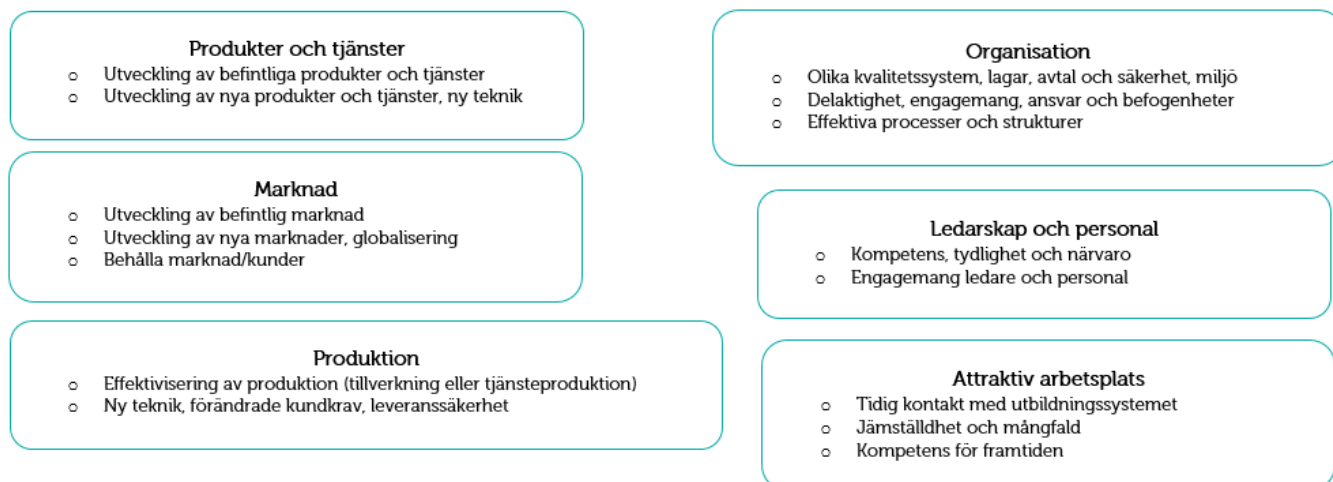 Produkter och tjänster
o Utveckling av befintliga produkter och tjänster
o Utveckling av nya produkter och tjänster, ny teknik
Marknad
o Utveckling av befintlig marknad
o Utveckling av nya marknader, globalisering
o Behålla marknad/kunder
Produktion
o Effektivisering av produktion (tillverkning eller tjänsteproduktion)
o Ny teknik, förändrade kundkrav, leveranssäkerhet
Organisation
o Olika kvalitetssystem, lagar, avtal och säkerhet, miljö
o Delaktighet, engagemang, ansvar och befogenheter
o Effektiva processer och strukturer
Ledarskap och personal
o Kompetens, tydlighet och närvaro
o Engagemang ledare och personal
Attraktiv arbetsplats
o Tidig kontakt med utbildningssystemet
o Jämställdhet och mångfald
o Kompetens för framtiden